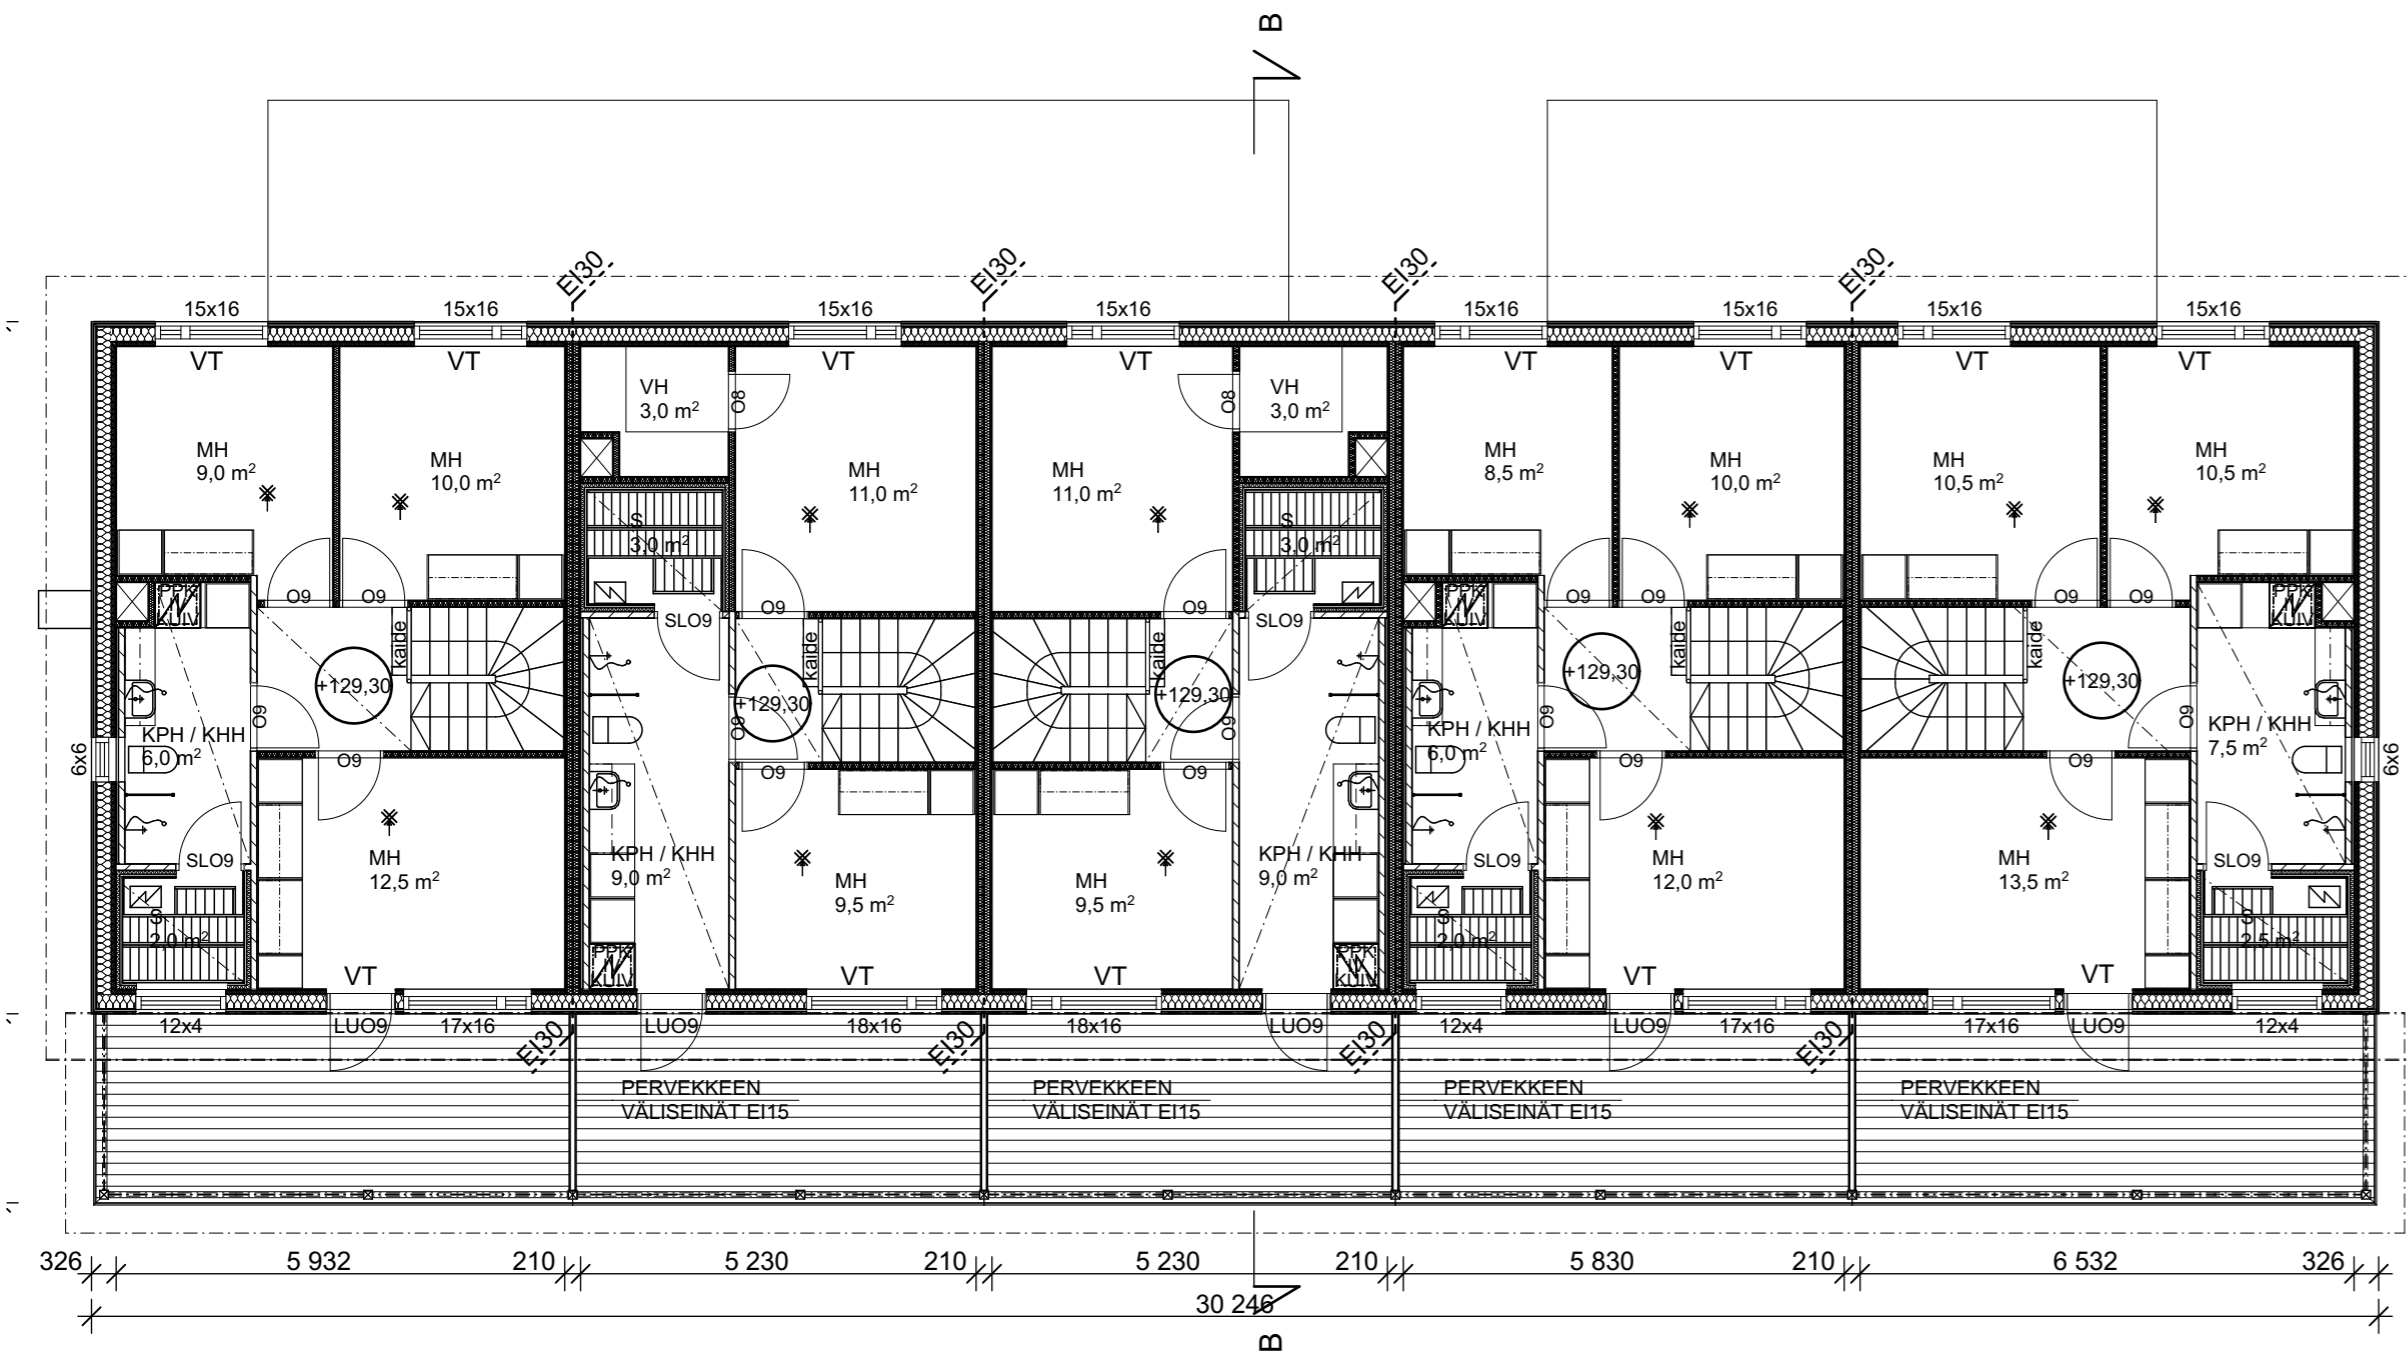 B
EI30
EI30
EI30
EI30
15x16
15x16
15x16
15x16
15x16
15x16
15x16
15x16
VT
VT
VT
VT
VT
VT
VT
VT
VH
3,0 m²
O8
O8
VH
3,0 m²
MH
9,0 m²
MH
10,0 m²
MH
11,0 m²
MH
11,0 m²
MH
8,5 m²
MH
10,0 m²
MH
10,5 m²
MH
10,5 m²
S
3,0 m²
S
3,0 m²
PPK
KUIV
O9
O9
O9
O9
PPK
KUIV
O9
O9
O9
O9
PPK
KUIV
SLO9
SLO9
kaide
kaide
kaide
kaide
kaide
+129,30
+129,30
+129,30
+129,30
+129,30
O9
O9
O9
O9
O9
KPH / KHH
6,0 m²
KPH / KHH
6,0 m²
KPH / KHH
7,5 m²
6x6
6x6
O9
O9
O9
O9
O9
SLO9
MH
12,5 m²
KPH / KHH
9,0 m²
MH
9,5 m²
MH
9,5 m²
KPH / KHH
9,0 m²
SLO9
MH
12,0 m²
MH
13,5 m²
SLO9
S
2,0 m²
S
2,0 m²
S
2,5 m²
PPK
KUIV
PPK
KUIV
VT
VT
VT
VT
VT
12x4
LUO9
17x16
LUO9
18x16
18x16
LUO9
12x4
LUO9
17x16
17x16
LUO9
12x4
EI30
EI30
EI30
EI30
PERVEKKEEN
VÄLISEINÄT EI15
PERVEKKEEN
VÄLISEINÄT EI15
PERVEKKEEN
VÄLISEINÄT EI15
PERVEKKEEN
VÄLISEINÄT EI15
326
5 932
210
5 230
210
5 230
210
5 830
210
6 532
326
30 246
B